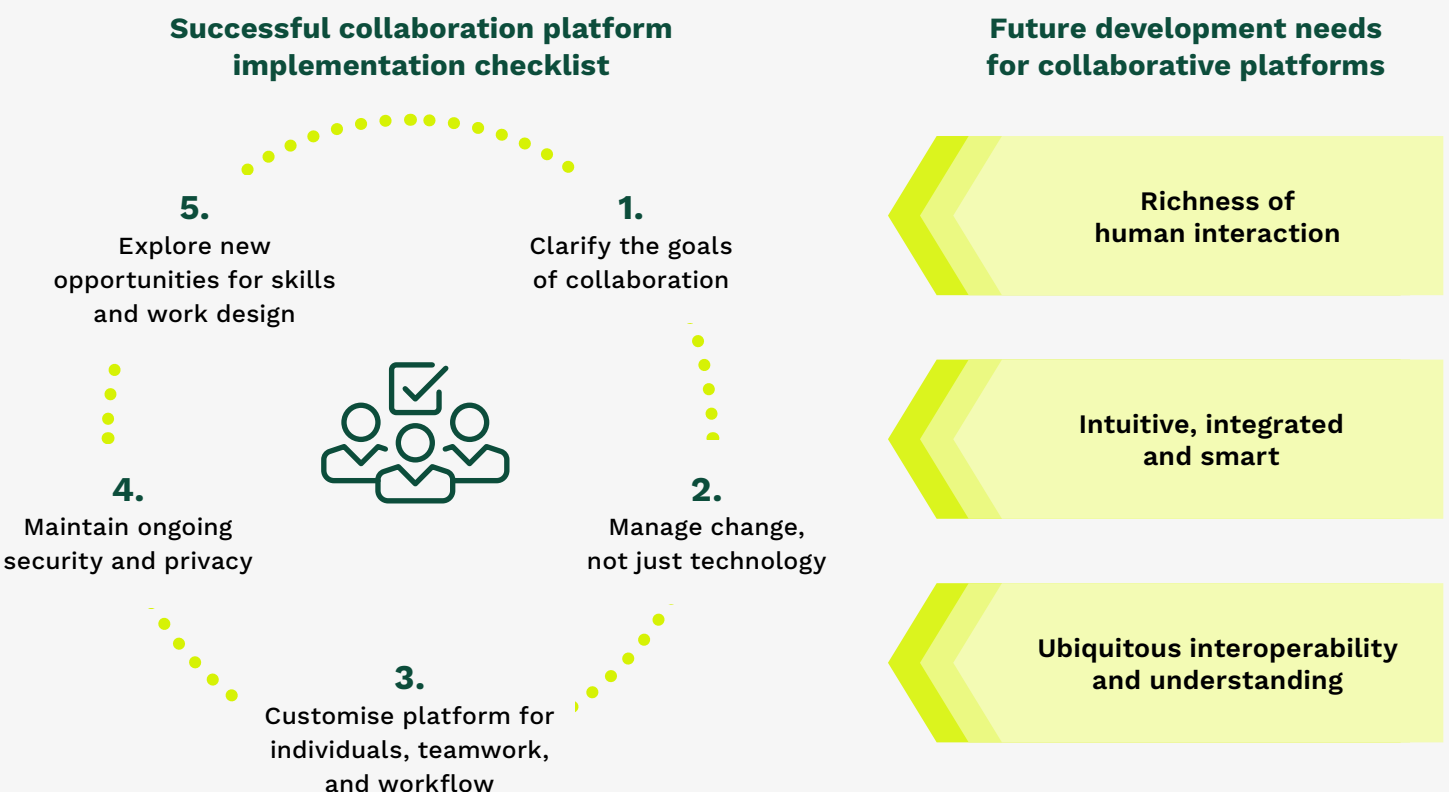 Successful collaboration platform
implementation checklist
1.
Clarify the goals
of collaboration
2.
Manage change,
not just technology
3.
Customise platform for
individuals, teamwork,
and workflow
4.
Maintain ongoing
security and privacy
5.
Explore new
opportunities for skills
and work design
Future development needs
for collaborative platforms
Richness of
human interaction
Intuitive, integrated
and smart
Ubiquitous interoperability
and understanding